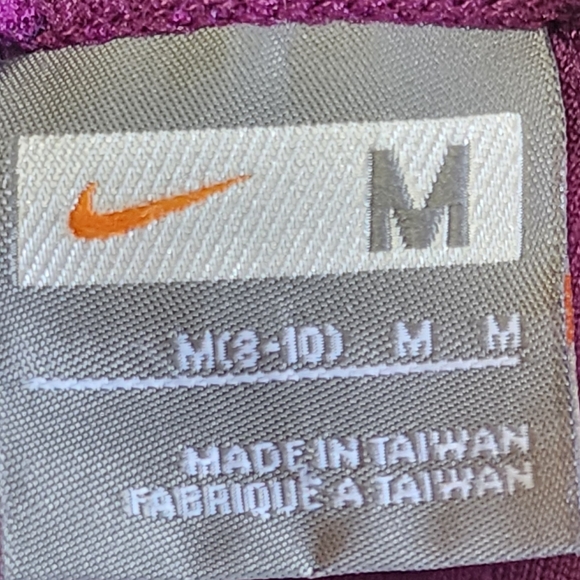 M
M(8-10) M M
MADE IN TAIWAN
FABRIQUÉ A TAIWAN